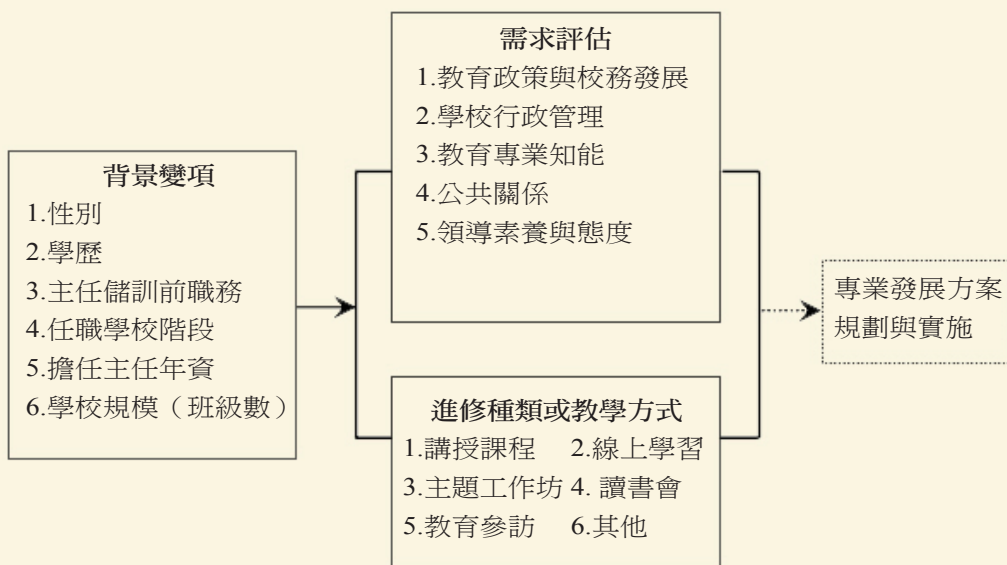 背景變項
1.性別
2.學歷
3.主任儲訓前職務
4.任職學校階段
5.擔任主任年資
6.學校規模（班級數）
需求評估
1.教育政策與校務發展
2.學校行政管理
3.教育專業知能
4.公共關係
5.領導素養與態度
進修種類或教學方式
1.講授課程 2.線上學習
3.主題工作坊 4. 讀書會
5.教育參訪 6.其他
專業發展方案
規劃與實施